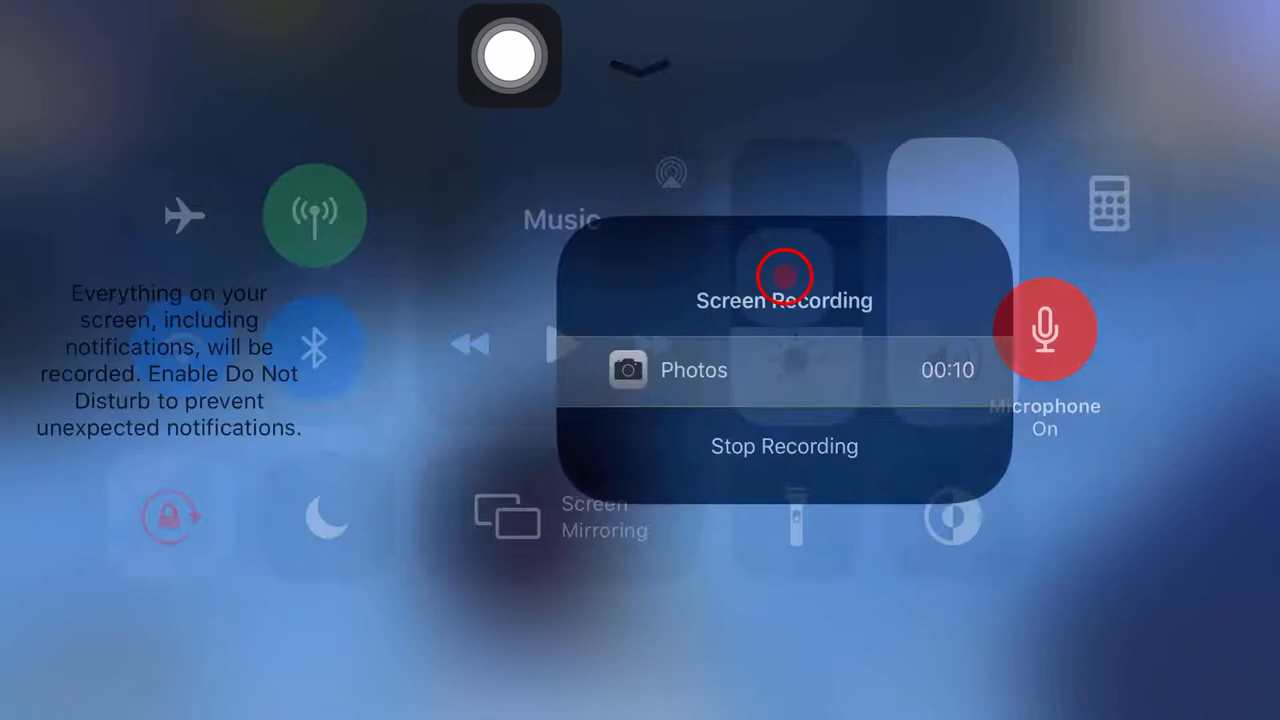 Music
Everything on your
screen, including
notifications, will be
recorded. Enable Do Not
Disturb to prevent
unexpected notifications.
Screen Recording
Photos 00:10
Stop Recording
Microphone
On
Screen
Mirroring